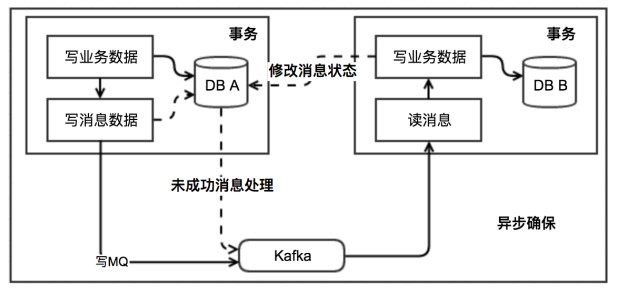 事务
写业务数据
DB A
写消息数据
修改消息状态
事务
写业务数据
DB B
读消息
未成功消息处理
异步确保
写MQ
Kafka